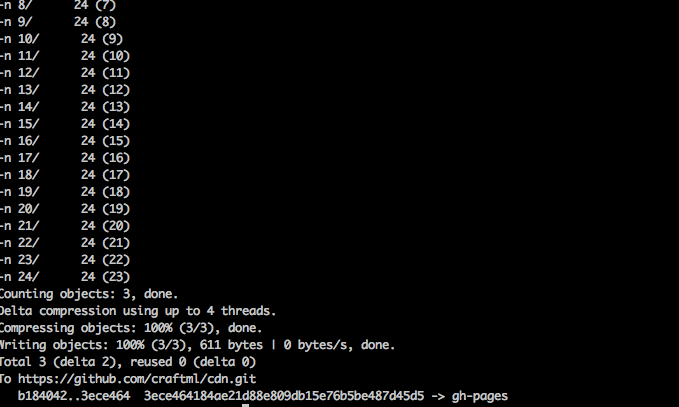 -n 8/ 24 (7)
-n 9/ 24 (8)
-n 10/ 24 (9)
-n 11/ 24 (10)
-n 12/ 24 (11)
-n 13/ 24 (12)
-n 14/ 24 (13)
-n 15/ 24 (14)
-n 16/ 24 (15)
-n 17/ 24 (16)
-n 18/ 24 (17)
-n 19/ 24 (18)
-n 20/ 24 (19)
-n 21/ 24 (20)
-n 22/ 24 (21)
-n 23/ 24 (22)
-n 24/ 24 (23)
Counting objects: 3, done.
Delta compression using up to 4 threads.
Compressing objects: 100% (3/3), done.
Writing objects: 100% (3/3), 611 bytes | 0 bytes/s, done.
Total 3 (delta 2), reused 0 (delta 0)
To https://github.com/craftml/cdn.git
b184042..3ece464 3ece464184ae21d88e809db15e76b5be487d45d5 -> gh-pages